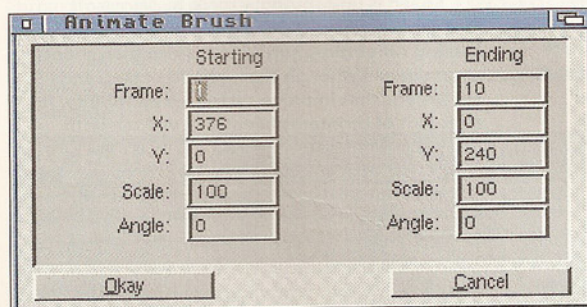 Animate Brush
Starting Ending
Frame: 0 Frame: 10
X: 376 X: 0
Y: 0 Y: 240
Scale: 100 Scale: 100
Angle: 0 Angle: 0
Okay Cancel